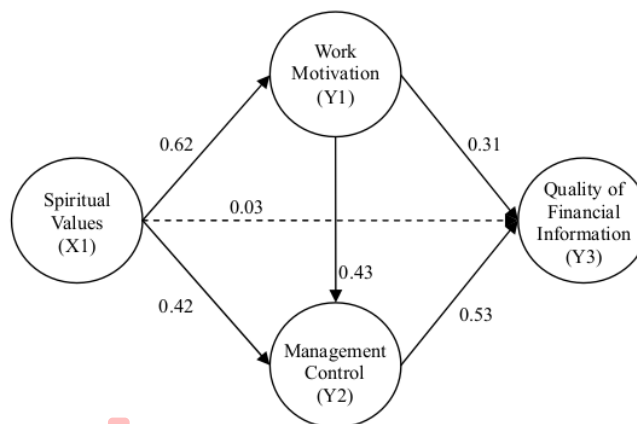 Work
Motivation
(Y1)
0.62
0.31
Spiritual
Values
(X1)
0.03
Quality of
Financial
Information
(Y3)
0.43
0.42
0.53
Management
Control
(Y2)